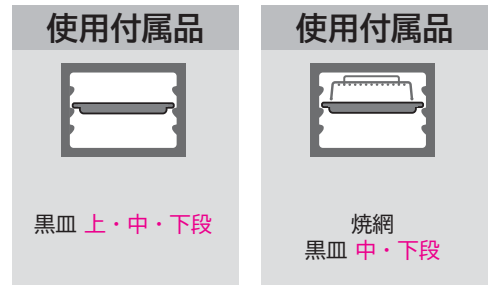 使用付属品
黒皿 上・中・下段
使用付属品
焼網
黒皿 中・下段